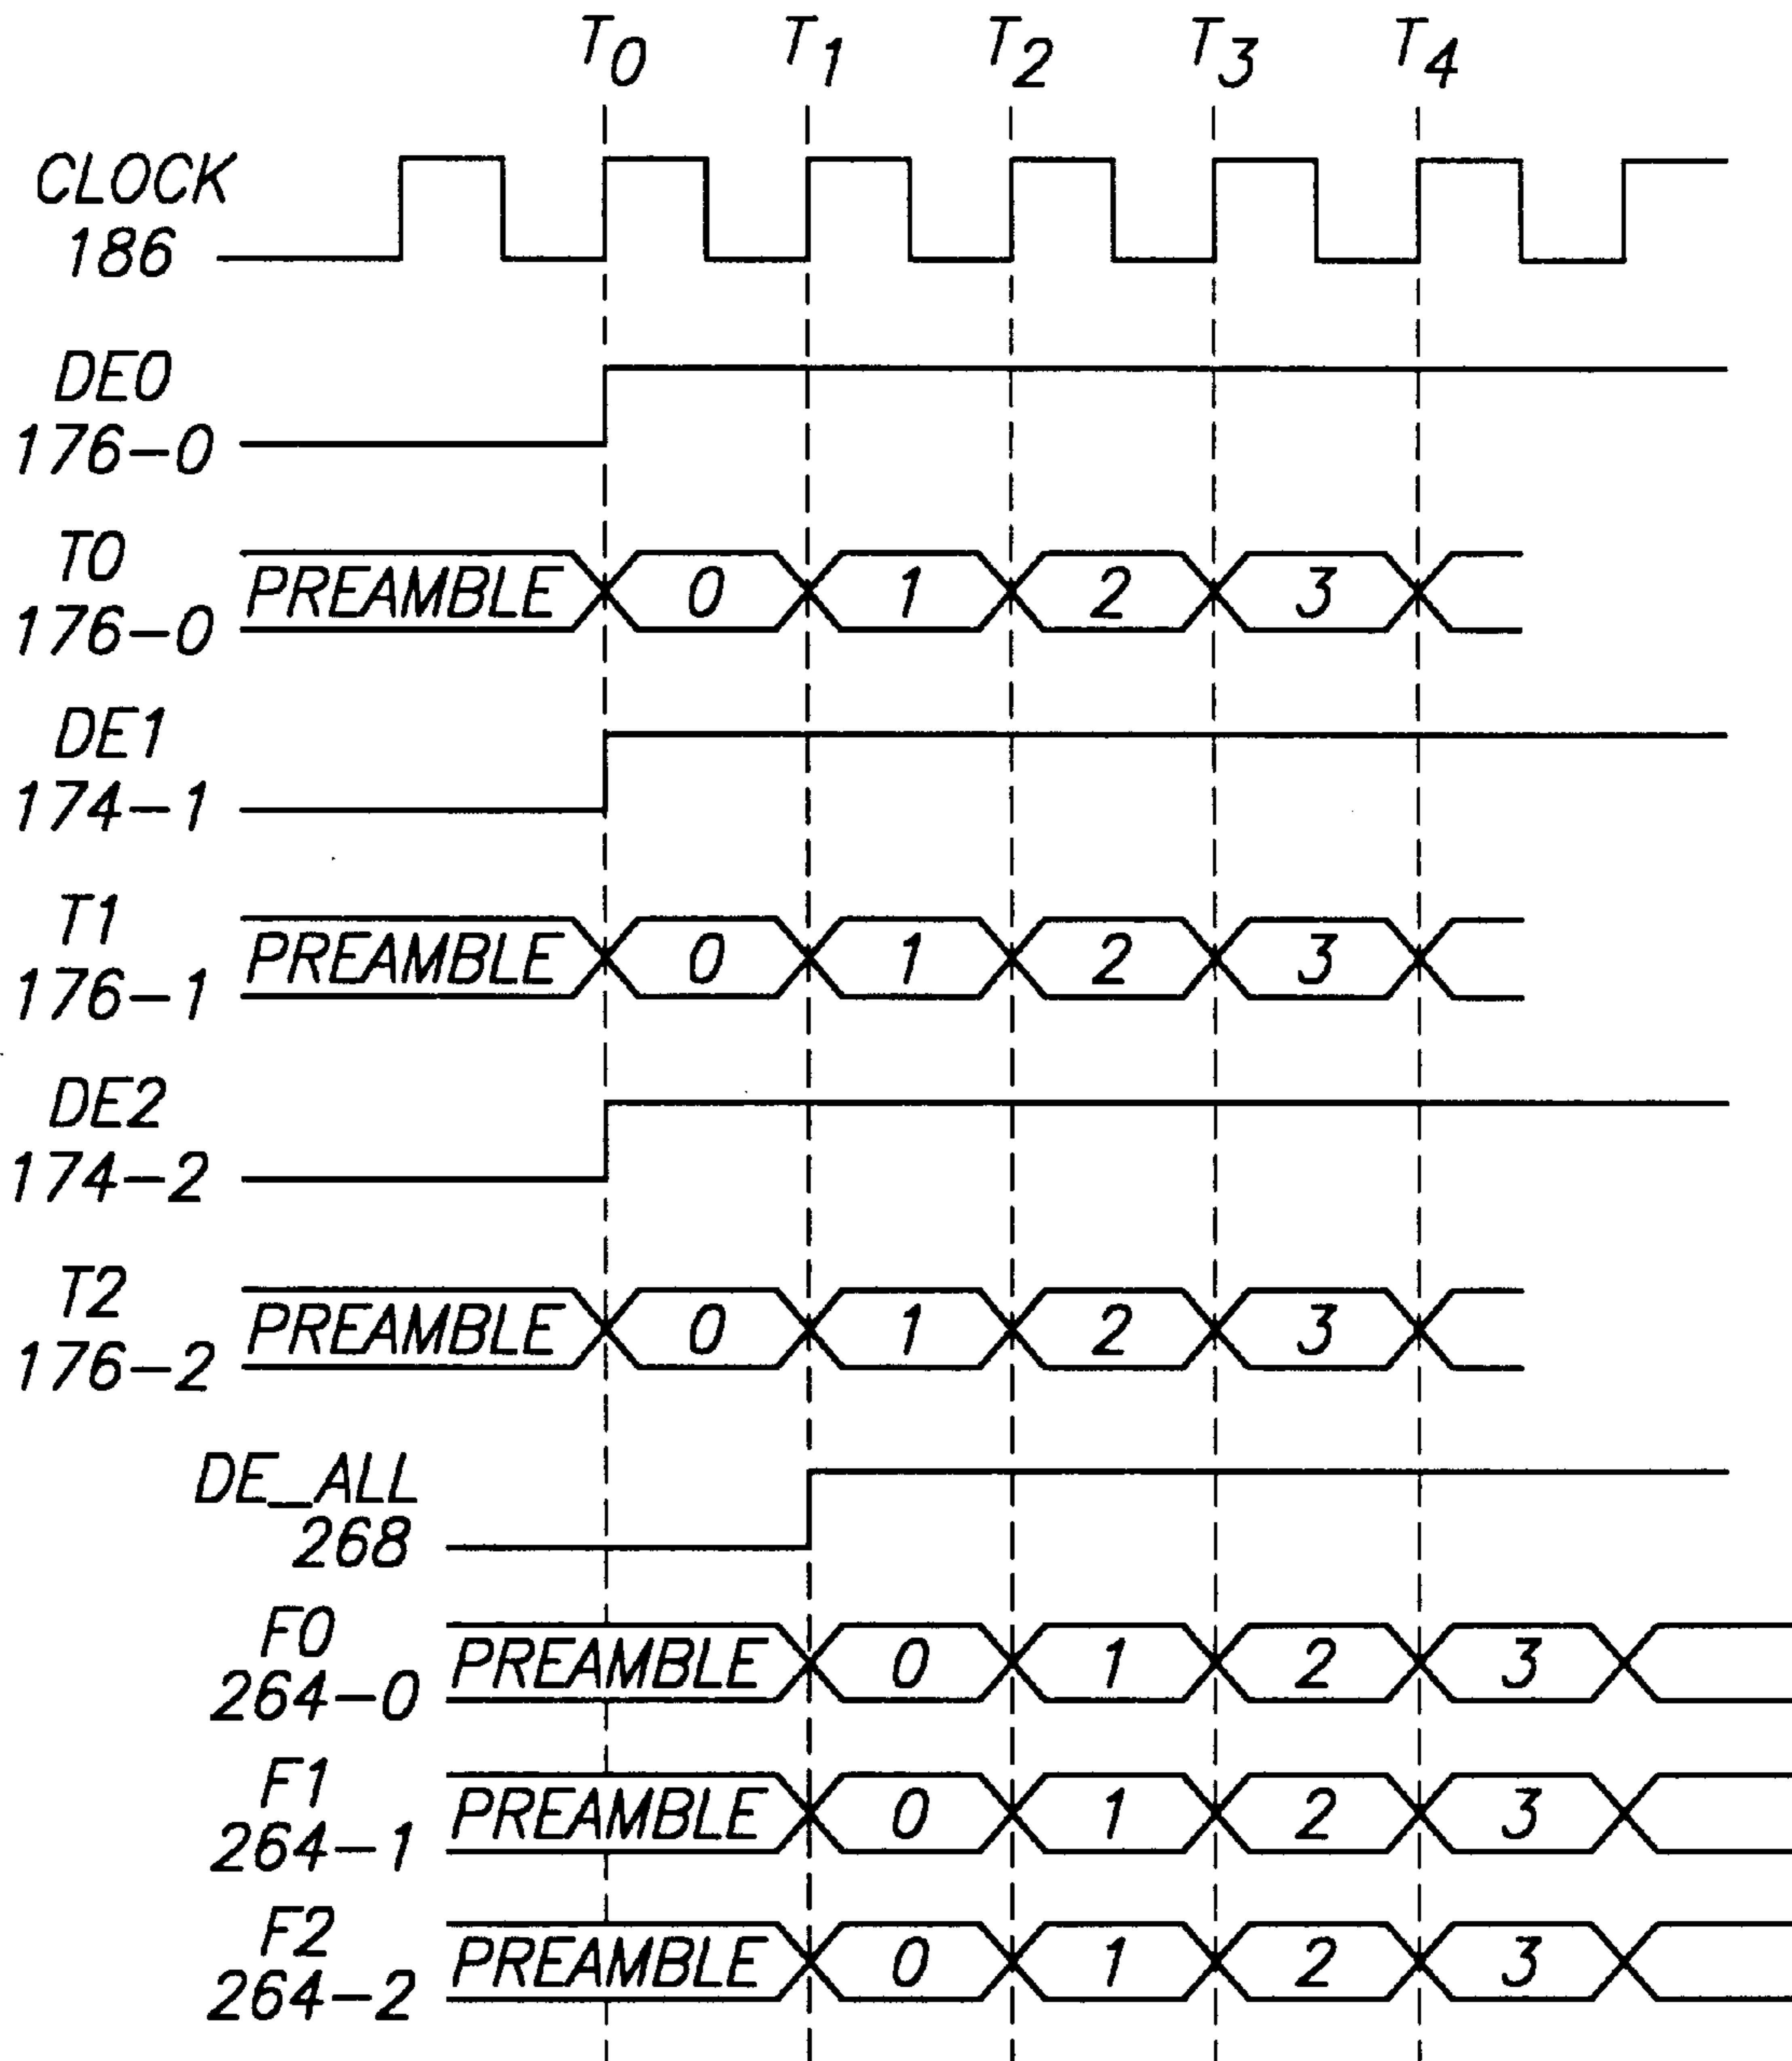 T0 T1 T2 T3 T4
CLOCK
186
DE0
176-0
T0
176-0
PREAMBLE 0 1 2 3
DE1
174-1
T1
176-1
PREAMBLE 0 1 2 3
DE2
174-2
T2
176-2
PREAMBLE 0 1 2 3
DE_ALL
268
F0
264-0
PREAMBLE 0 1 2 3
F1
264-1
PREAMBLE 0 1 2 3
F2
264-2
PREAMBLE 0 1 2 3